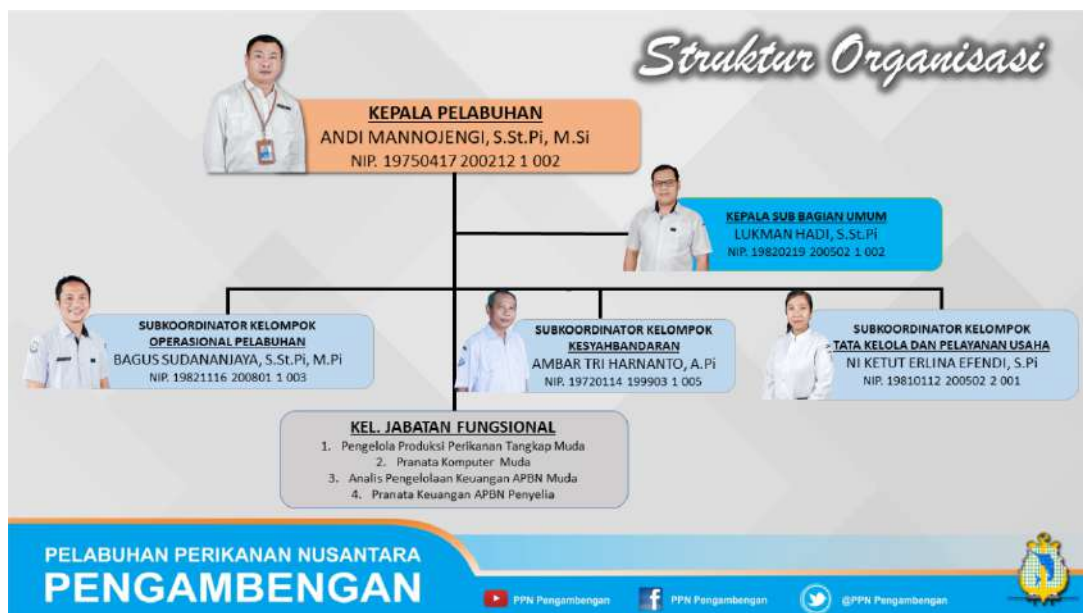 Struktur Organisasi
KEPALA PELABUHAN
ANDI MANNOJENGI, S.St.Pi, M.Si
NIP. 19750417 200212 1 002
KEPALA SUB BAGIAN UMUM
LUKMAN HADI, S.St.Pi
NIP. 19820219 200502 1 002
SUBKOORDINATOR KELOMPOK
OPERASIONAL PELABUHAN
BAGUS SUDANANJAYA, S.St.Pi, M.Pi
NIP. 19821116 200801 1 003
SUBKOORDINATOR KELOMPOK
KESYAHBANDARAN
AMBAR TRI HARNANTO, A.Pi
NIP. 19720114 199903 1 005
SUBKOORDINATOR KELOMPOK
TATA KELOLA DAN PELAYANAN USAHA
NI KETUT ERLINA EFENDI, S.Pi
NIP. 19810112 200502 2 001
KEL. JABATAN FUNGSIONAL
1. Pengelola Produksi Perikanan Tangkap Muda
2. Pranata Komputer Muda
3. Analis Pengelolaan Keuangan APBN Muda
4. Pranata Keuangan APBN Penyelia
PELABUHAN PERIKANAN NUSANTARA
PENGAMBENGAN
PPN Pengambengan
PPN Pengambengan
@PPN Pengambengan